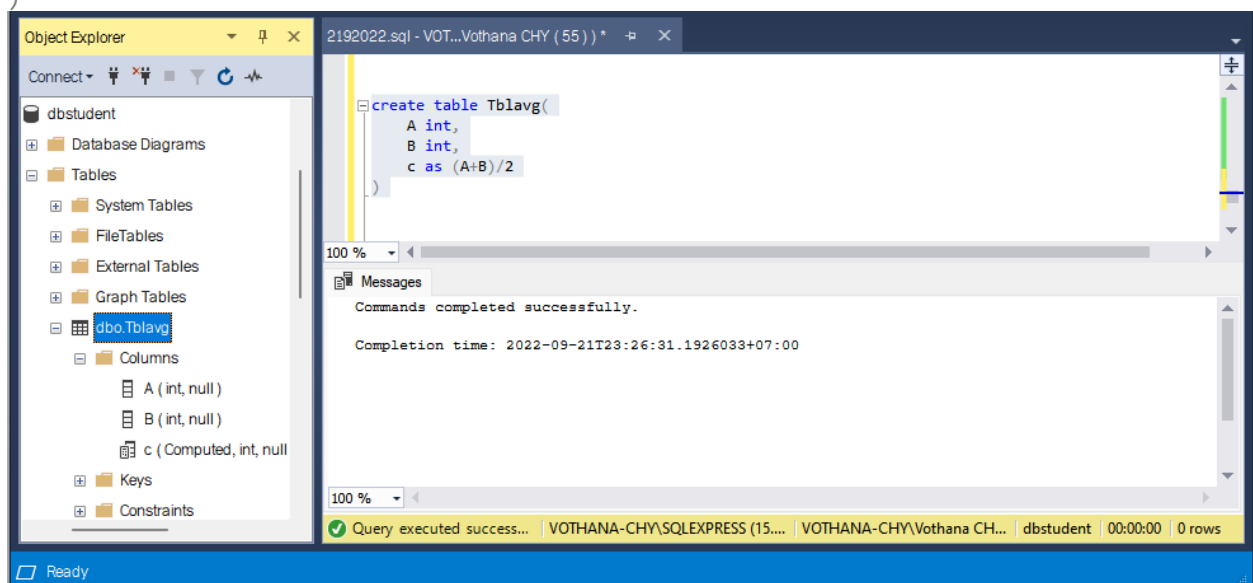 )
Object Explorer
Connect
dbstudent
Database Diagrams
Tables
System Tables
FileTables
External Tables
Graph Tables
dbo.Tblavg
Columns
A ( int, null )
B ( int, null )
c ( Computed, int, null
Keys
Constraints
2192022.sql - VOT...Vothana CHY ( 55 ) ) *
create table Tblavg(
A int,
B int,
c as (A+B)/2
)
100 %
Messages
Commands completed successfully.
Completion time: 2022-09-21T23:26:31.1926033+07:00
100 %
Query executed success... VOTHANA-CHY\SQLEXPRESS (15.... VOTHANA-CHY\Vothana CH... dbstudent 00:00:00 0 rows
Ready